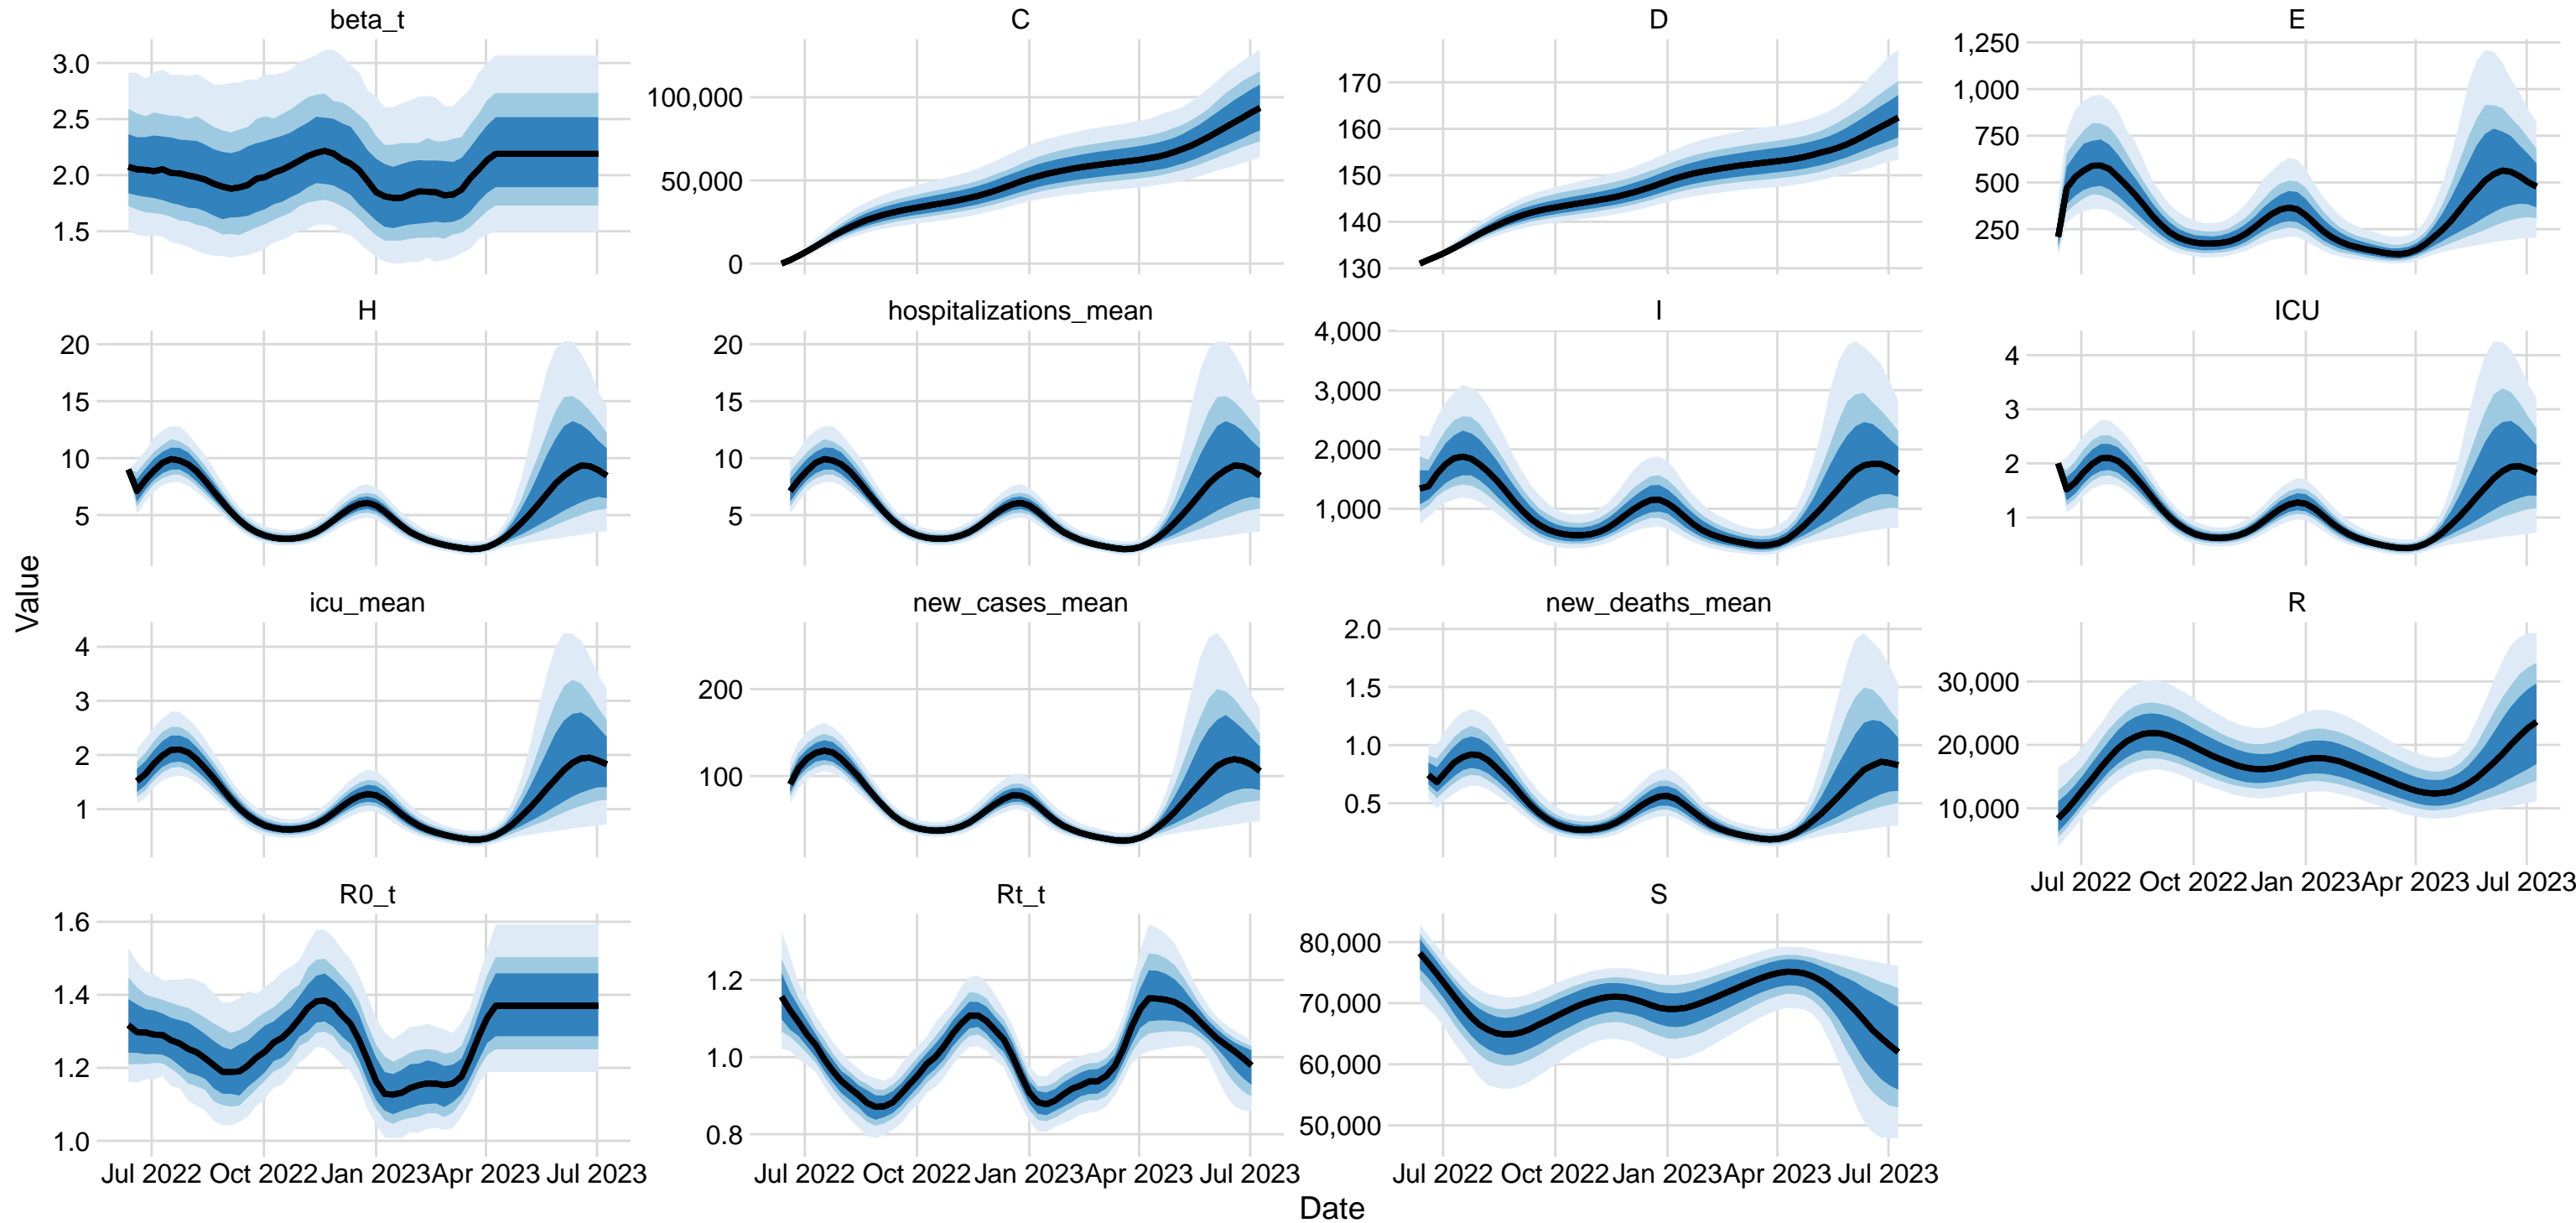 beta_t
C
D
E
3.0
2.5
2.0
1.5
100,000
50,000
0
170
160
150
140
130
1,250
1,000
750
500
250
H
hospitalizations_mean
I
ICU
20
15
10
5
20
15
10
5
4,000
3,000
2,000
1,000
4
3
2
1
Value
icu_mean
new_cases_mean
new_deaths_mean
R
4
3
2
1
200
100
2.0
1.5
1.0
0.5
30,000
20,000
10,000
Jul 2022 Oct 2022 Jan 2023 Apr 2023 Jul 2023
R0_t
Rt_t
S
1.6
1.4
1.2
1.0
1.2
1.0
0.8
80,000
70,000
60,000
50,000
Jul 2022 Oct 2022 Jan 2023 Apr 2023 Jul 2023
Jul 2022 Oct 2022 Jan 2023 Apr 2023 Jul 2023
Jul 2022 Oct 2022 Jan 2023 Apr 2023 Jul 2023
Date